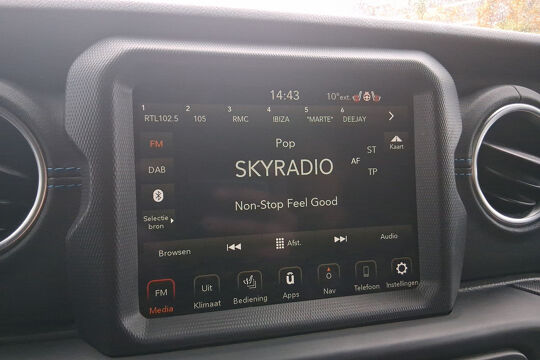 14:43 10°ext.
1 2 3 4 5 6
RTL102.5 105 RMC IBIZA "MARTE" DEEJAY
FM Pop Kaart
DAB SKYRADIO AF ST
TP
Selectie bron Non-Stop Feel Good
Browsen Afst. Audio
FM Uit
Media Klimaat Bediening Apps Nav Telefoon Instellingen